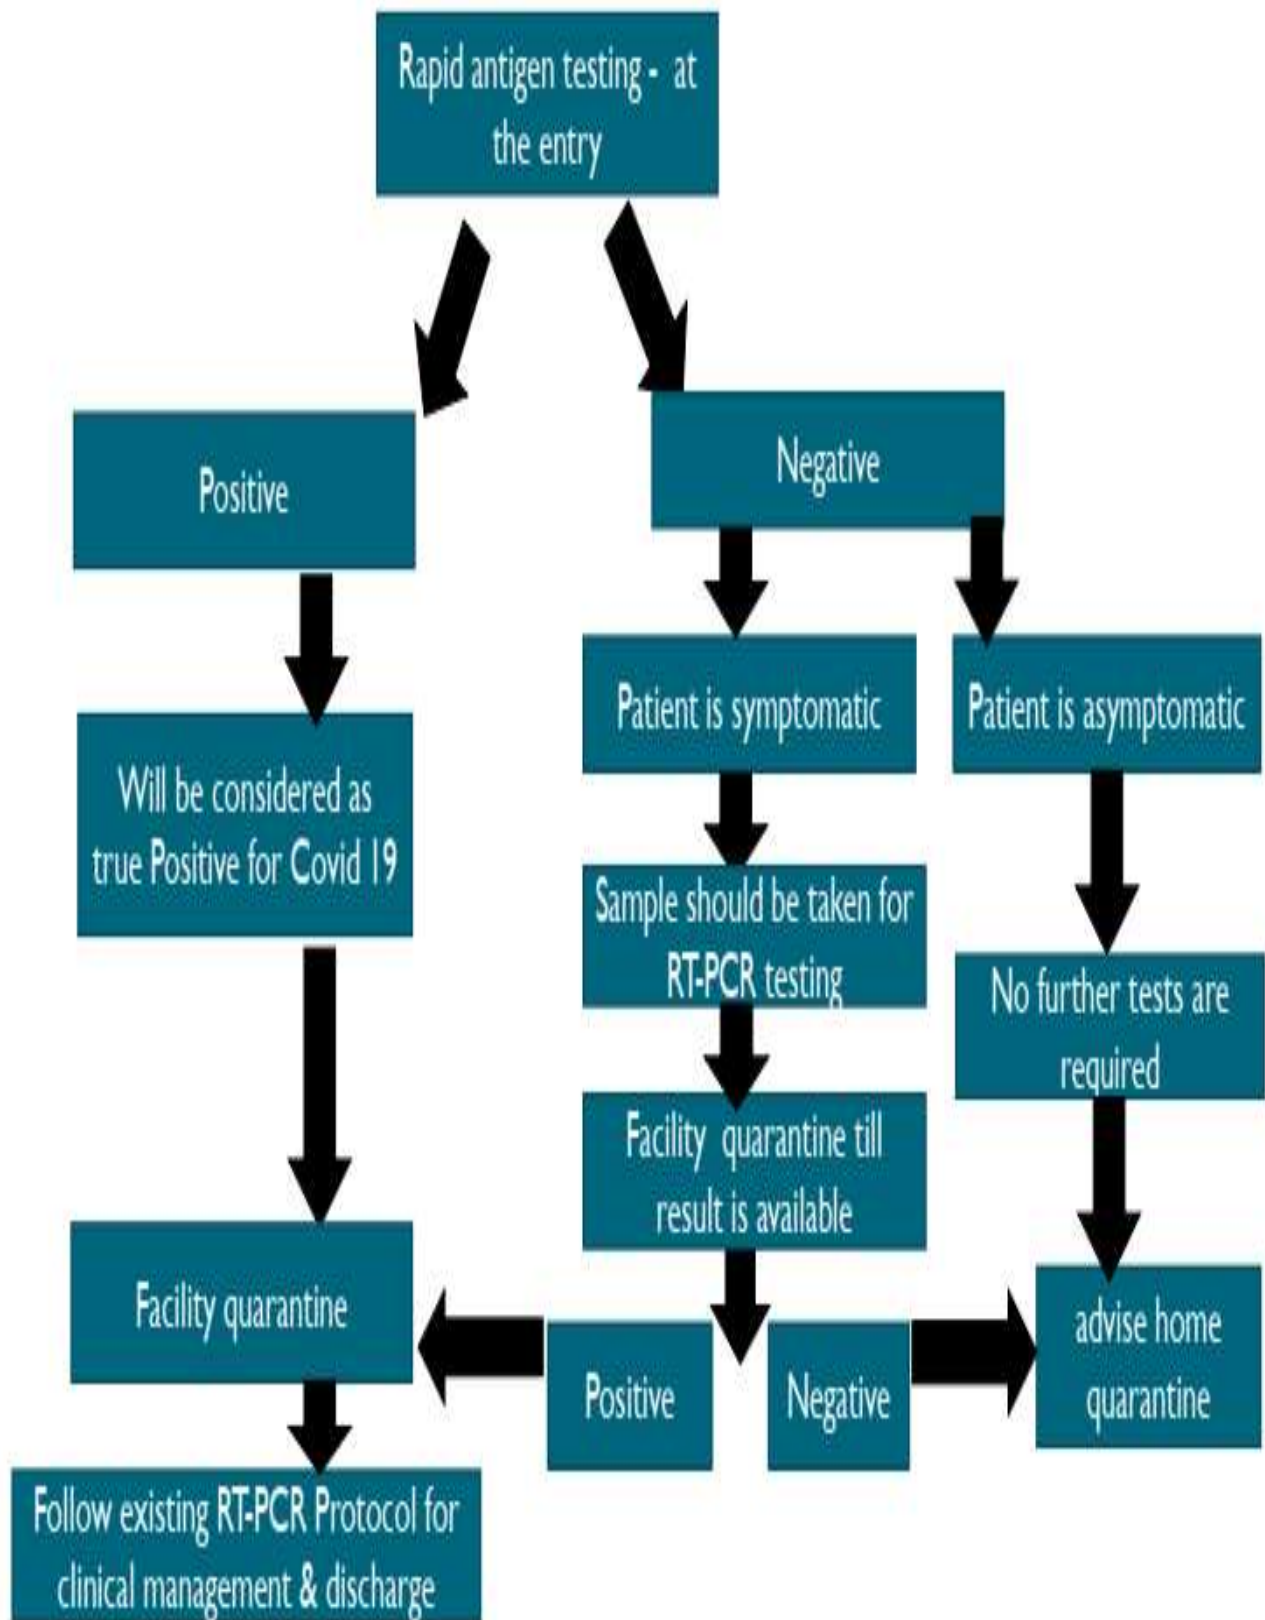 Rapid antigen testing - at
the entry
Positive
Negative
Patient is symptomatic
Patient is asymptomatic
Will be considered as
true Positive for Covid 19
Sample should be taken for
RT-PCR testing
No further tests are
required
Facility quarantine till
result is available
Facility quarantine
Positive
Negative
advise home
quarantine
Follow existing RT-PCR Protocol for
clinical management & discharge